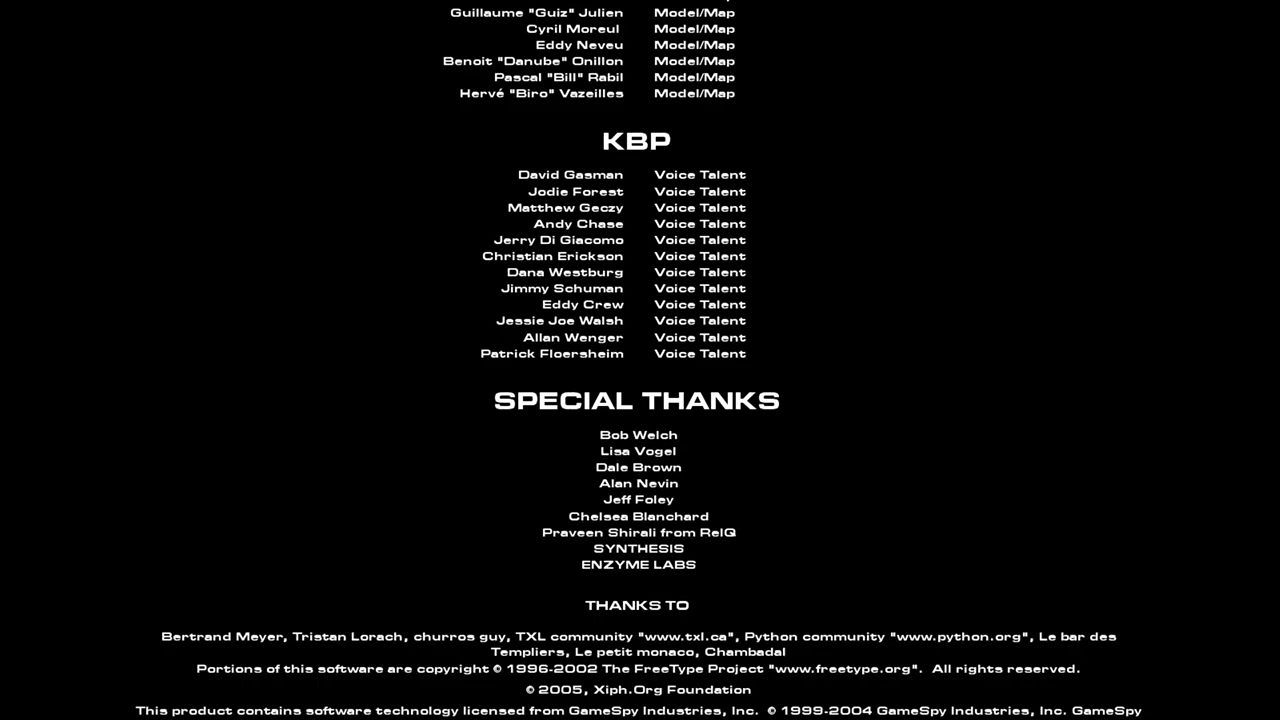 Guillaume "Guiz" Julien Model/Map
Cyril Moreul Model/Map
Eddy Neveu Model/Map
Benoit "Danube" Onillon Model/Map
Pascal "Bill" Rabil Model/Map
Hervé "Biro" Vazeilles Model/Map
KBP
David Gasman Voice Talent
Jodie Forest Voice Talent
Matthew Geczy Voice Talent
Andy Chase Voice Talent
Jerry Di Giacomo Voice Talent
Christian Erickson Voice Talent
Dana Westburg Voice Talent
Jimmy Schuman Voice Talent
Eddy Crew Voice Talent
Jessie Joe Walsh Voice Talent
Allan Wenger Voice Talent
Patrick Floersheim Voice Talent
SPECIAL THANKS
Bob Welch
Lisa Vogel
Dale Brown
Alan Nevin
Jeff Foley
Chelsea Blanchard
Praveen Shirali from RelQ
SYNTHESIS
ENZYME LABS
THANKS TO
Bertrand Meyer, Tristan Lorach, churros guy, TXL community "www.txl.ca", Python community "www.python.org", Le bar des
Templiers, Le petit monaco, Chambadal
Portions of this software are copyright © 1996-2002 The FreeType Project "www.freetype.org". All rights reserved.
© 2005, Xiph.Org Foundation
This product contains software technology licensed from GameSpy Industries, Inc. © 1999-2004 GameSpy Industries, Inc. GameSpy